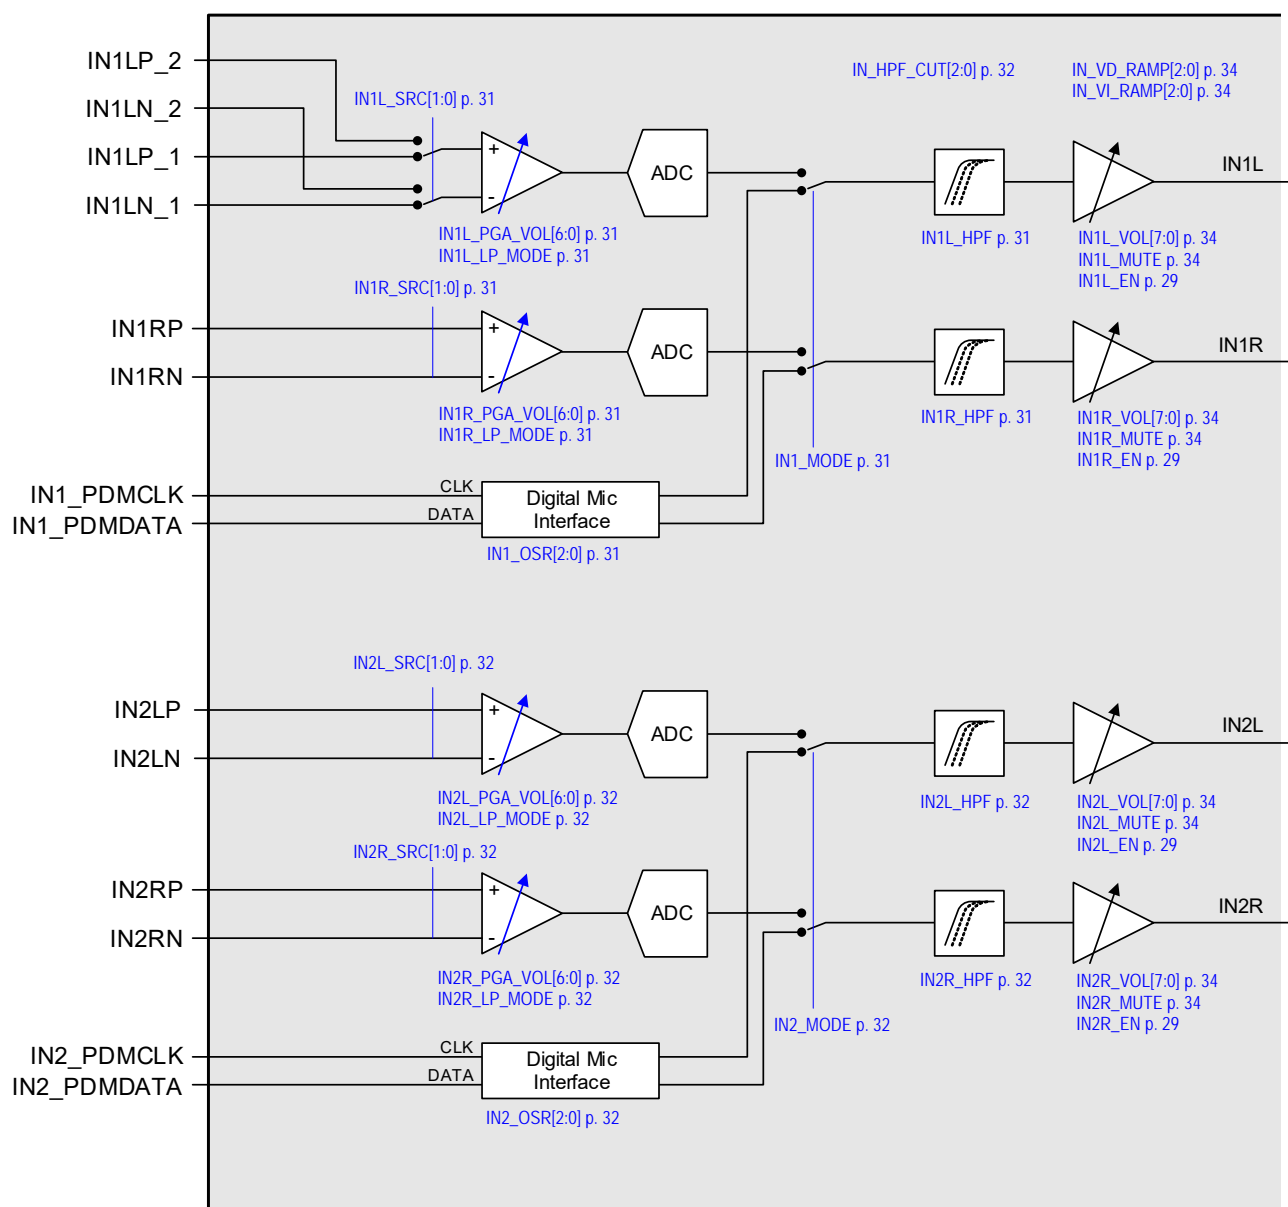 IN1LP_2
IN_HPF_CUT[2:0] p. 32
IN_VD_RAMP[2:0] p. 34
IN_VI_RAMP[2:0] p. 34
IN1L_SRC[1:0] p. 31
IN1LN_2
IN1LP_1
+
ADC
IN1L
IN1LN_1
-
IN1L_PGA_VOL[6:0] p. 31
IN1L_LP_MODE p. 31
IN1L_HPF p. 31
IN1L_VOL[7:0] p. 34
IN1L_MUTE p. 34
IN1L_EN p. 29
IN1R_SRC[1:0] p. 31
IN1RP
+
ADC
IN1R
IN1RN
-
IN1R_PGA_VOL[6:0] p. 31
IN1R_LP_MODE p. 31
IN1R_HPF p. 31
IN1R_VOL[7:0] p. 34
IN1R_MUTE p. 34
IN1R_EN p. 29
IN1_MODE p. 31
IN1_PDMCLK
CLK
Digital Mic
Interface
IN1_PDMDATA
DATA
IN1_OSR[2:0] p. 31
IN2L_SRC[1:0] p. 32
IN2LP
+
ADC
IN2L
IN2LN
-
IN2L_PGA_VOL[6:0] p. 32
IN2L_LP_MODE p. 32
IN2L_HPF p. 32
IN2L_VOL[7:0] p. 34
IN2L_MUTE p. 34
IN2L_EN p. 29
IN2R_SRC[1:0] p. 32
IN2RP
+
ADC
IN2R
IN2RN
-
IN2R_PGA_VOL[6:0] p. 32
IN2R_LP_MODE p. 32
IN2R_HPF p. 32
IN2R_VOL[7:0] p. 34
IN2R_MUTE p. 34
IN2R_EN p. 29
IN2_MODE p. 32
IN2_PDMCLK
CLK
Digital Mic
Interface
IN2_PDMDATA
DATA
IN2_OSR[2:0] p. 32